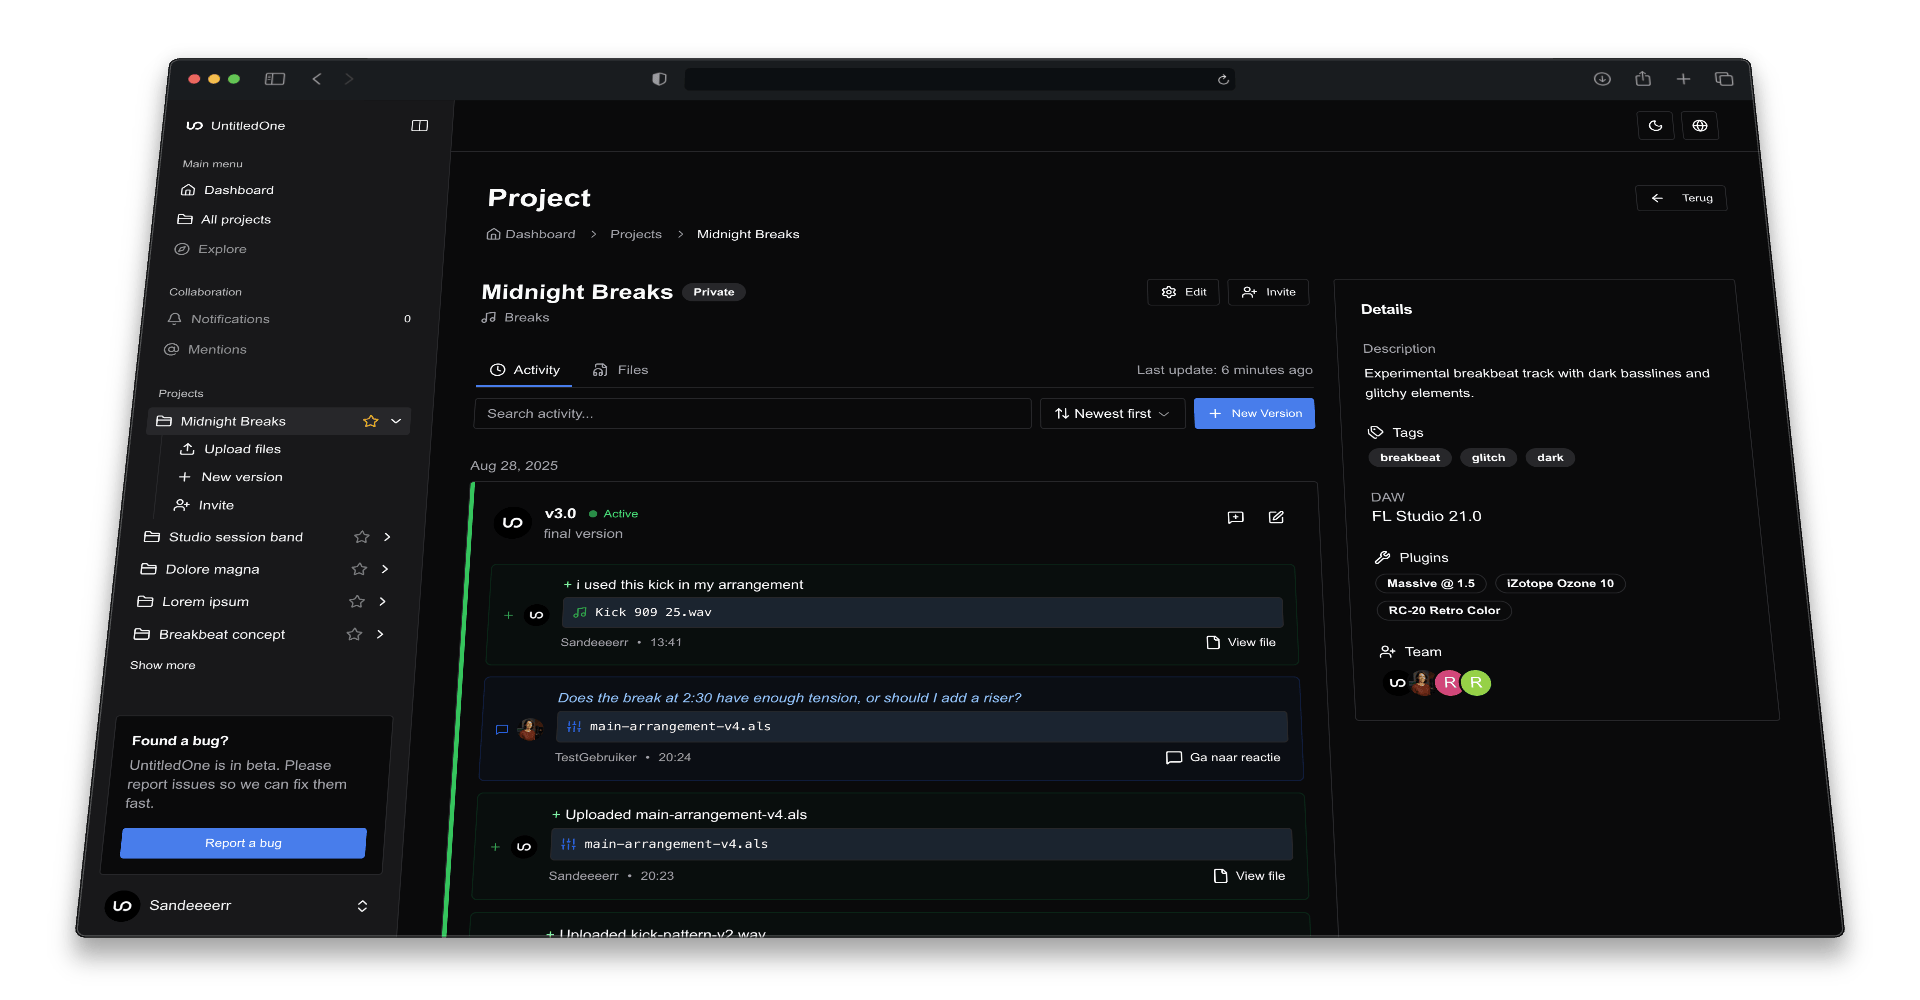 UntitledOne
Main menu
Dashboard
All projects
Explore
Collaboration
Notifications 0
Mentions
Projects
Midnight Breaks
Upload files
New version
Invite
Studio session band
Dolore magna
Lorem ipsum
Breakbeat concept
Show more
Found a bug?
UntitledOne is in beta. Please
report issues so we can fix them
fast.
Report a bug
Sandeeeerr
Project
Terug
Dashboard > Projects > Midnight Breaks
Midnight Breaks Private
Edit Invite
Breaks
Activity Files
Last update: 6 minutes ago
Search activity...
Newest first
+ New Version
Aug 28, 2025
v3.0 Active
final version
+ i used this kick in my arrangement
Kick 909 25.wav
Sandeeeerr • 13:41
View file
Does the break at 2:30 have enough tension, or should I add a riser?
main-arrangement-v4.als
TestGebruiker • 20:24
Ga naar reactie
+ Uploaded main-arrangement-v4.als
main-arrangement-v4.als
Sandeeeerr • 20:23
View file
+ Uploaded kick-pattern-v2.wav
Details
Description
Experimental breakbeat track with dark basslines and
glitchy elements.
Tags
breakbeat glitch dark
DAW
FL Studio 21.0
Plugins
Massive @ 1.5 iZotope Ozone 10
RC-20 Retro Color
Team
R R